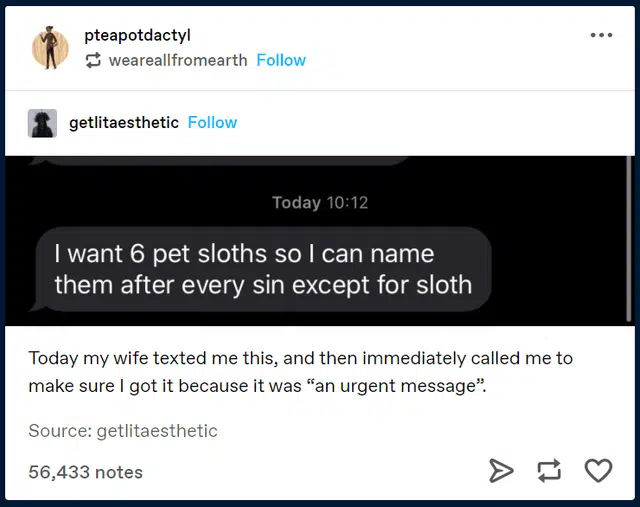 pteapotdactyl
weareallfromearth Follow
getlitaesthetic Follow
Today 10:12
I want 6 pet sloths so I can name
them after every sin except for sloth
Today my wife texted me this, and then immediately called me to
make sure I got it because it was “an urgent message”.
Source: getlitaesthetic
56,433 notes